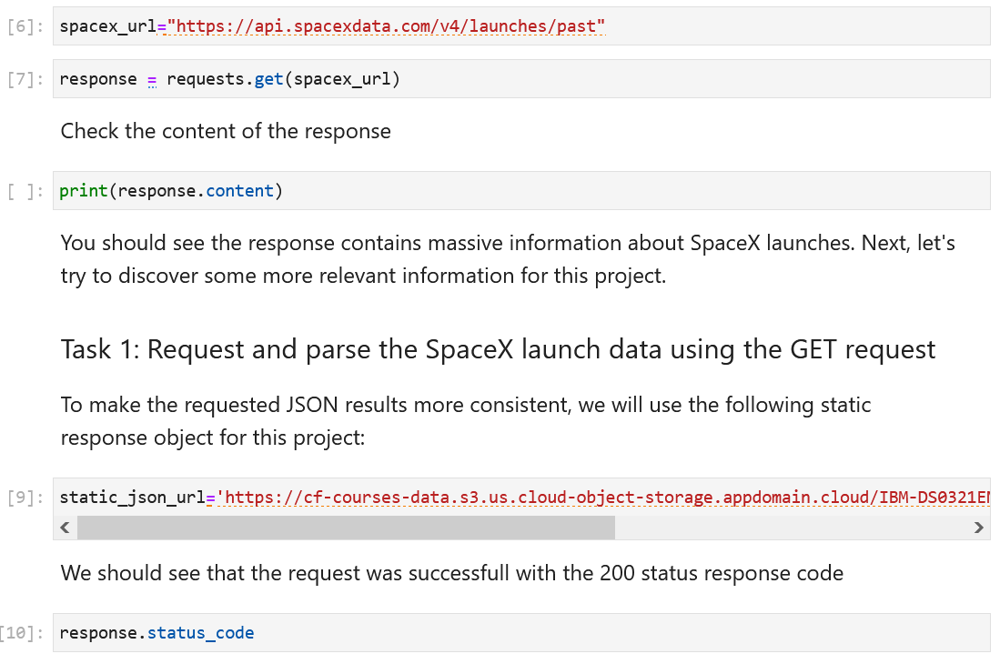 [6]: spacex_url="https://api.spacexdata.com/v4/launches/past"
[7]: response = requests.get(spacex_url)
Check the content of the response
[ ]: print(response.content)
You should see the response contains massive information about SpaceX launches. Next, let's
try to discover some more relevant information for this project.
Task 1: Request and parse the SpaceX launch data using the GET request
To make the requested JSON results more consistent, we will use the following static
response object for this project:
[9]: static_json_url='https://cf-courses-data.s3.us.cloud-object-storage.appdomain.cloud/IBM-DS0321EN
We should see that the request was successfull with the 200 status response code
[10]: response.status_code